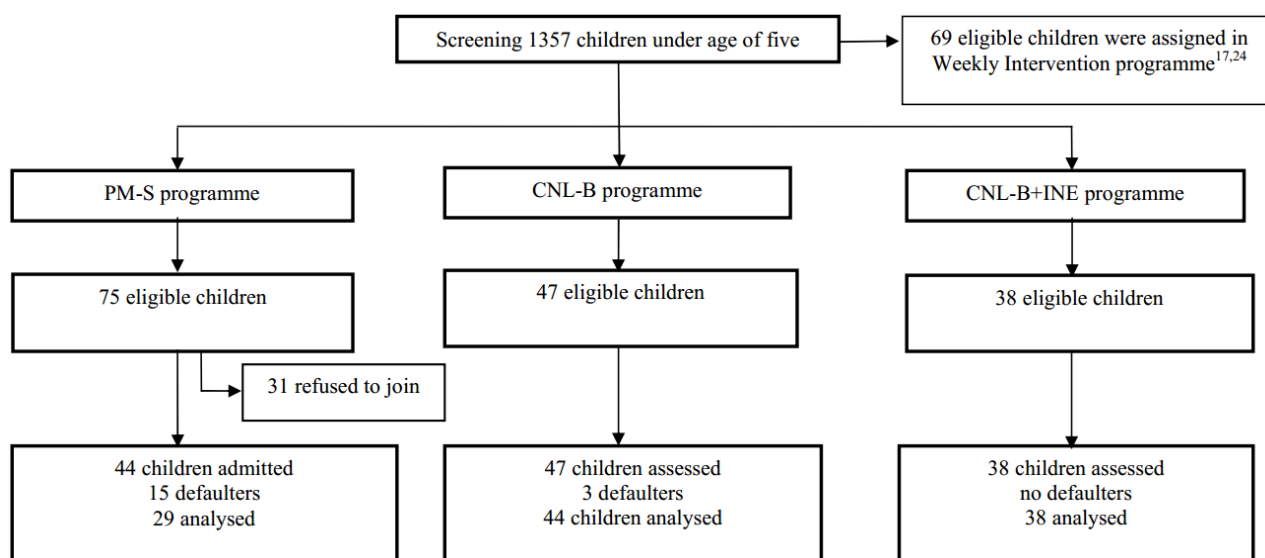 Screening 1357 children under age of five
69 eligible children were assigned in
Weekly Intervention programme17,24
PM-S programme
CNL-B programme
CNL-B+INE programme
75 eligible children
47 eligible children
38 eligible children
31 refused to join
44 children admitted
15 defaulters
29 analysed
47 children assessed
3 defaulters
44 children analysed
38 children assessed
no defaulters
38 analysed